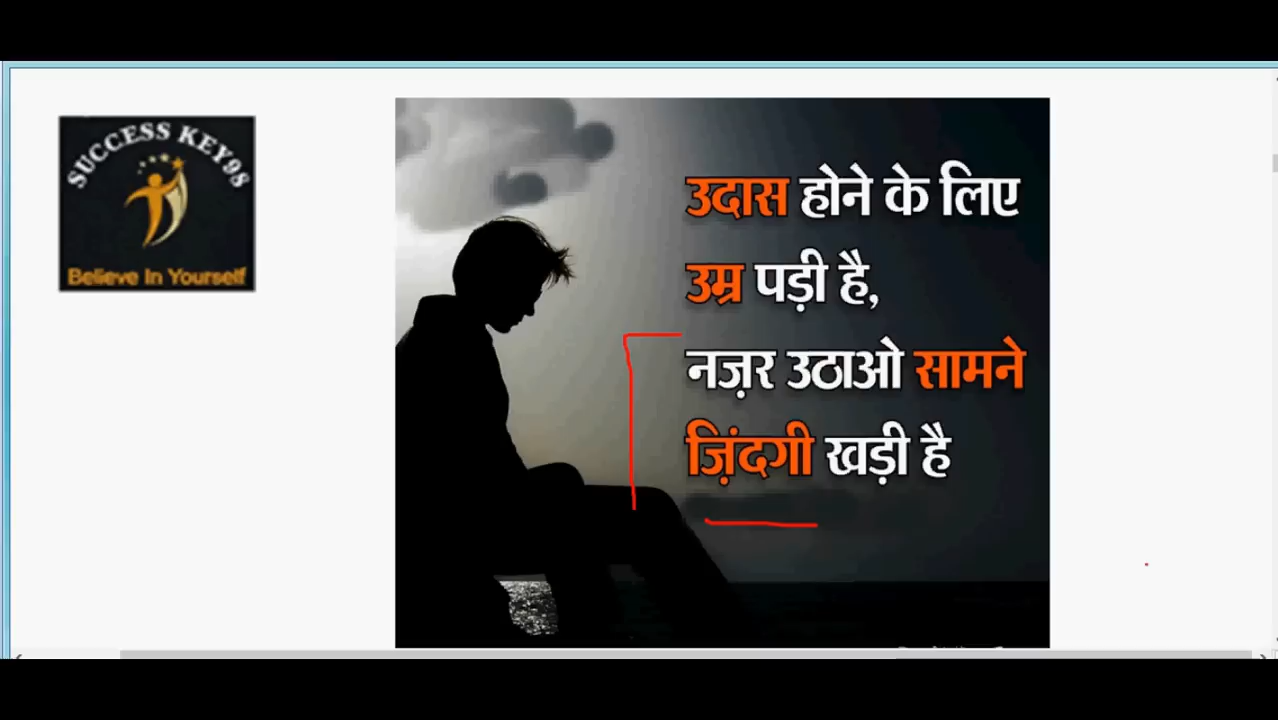 SUCCESS KEY98
Believe In Yourself
उदास होने के लिए
उम्र पड़ी है,
नज़र उठाओ सामने
ज़िंदगी खड़ी है